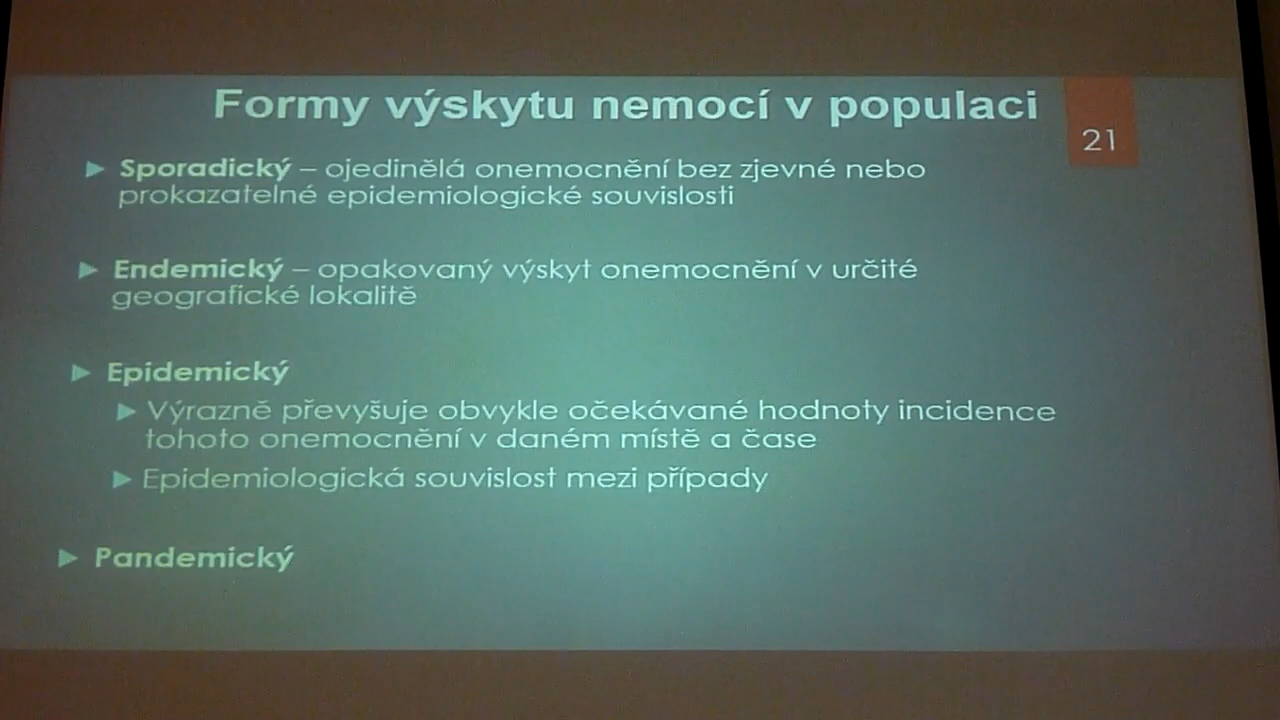 Formy výskytu nemocí v populaci
21
► Sporadický – ojedinělá onemocnění bez zjevné nebo
prokazatelné epidemiologické souvislosti
► Endemický – opakovaný výskyt onemocnění v určité
geografické lokalitě
► Epidemický
► Výrazně převyšuje obvykle očekávané hodnoty incidence
tohoto onemocnění v daném místě a čase
► Epidemiologická souvislost mezi případy
► Pandemický